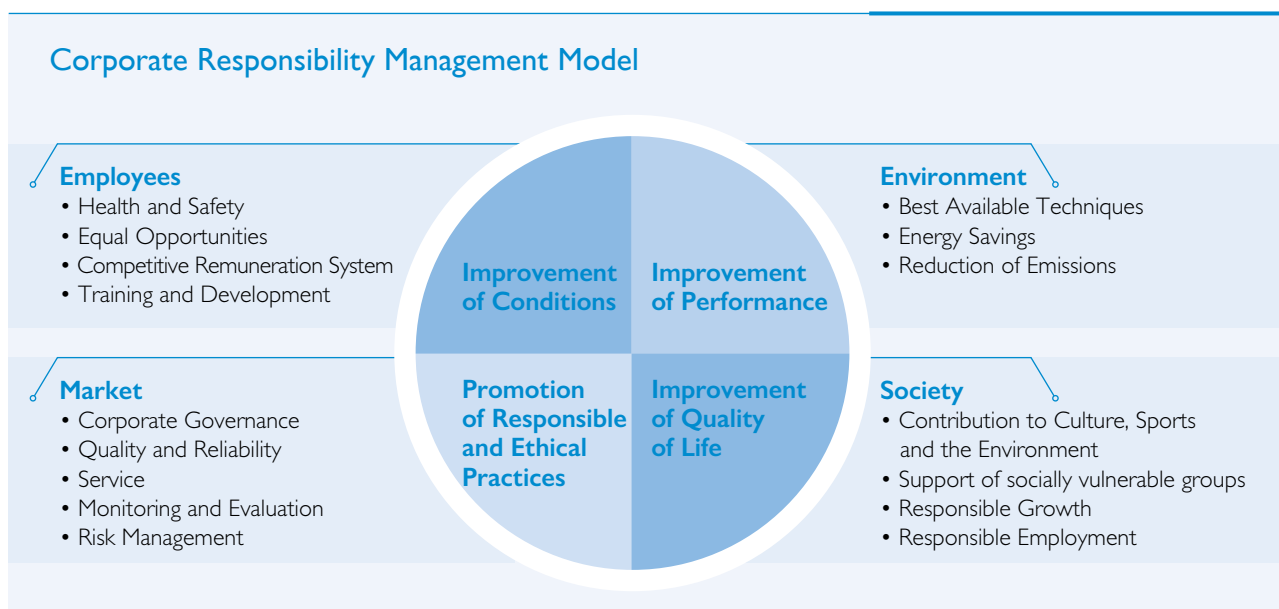 Corporate Responsibility Management Model
Employees
• Health and Safety
• Equal Opportunities
• Competitive Remuneration System
• Training and Development
Improvement
of Conditions
Improvement
of Performance
Environment
• Best Available Techniques
• Energy Savings
• Reduction of Emissions
Market
• Corporate Governance
• Quality and Reliability
• Service
• Monitoring and Evaluation
• Risk Management
Promotion
of Responsible
and Ethical
Practices
Improvement
of Quality
of Life
Society
• Contribution to Culture, Sports
and the Environment
• Support of socially vulnerable groups
• Responsible Growth
• Responsible Employment